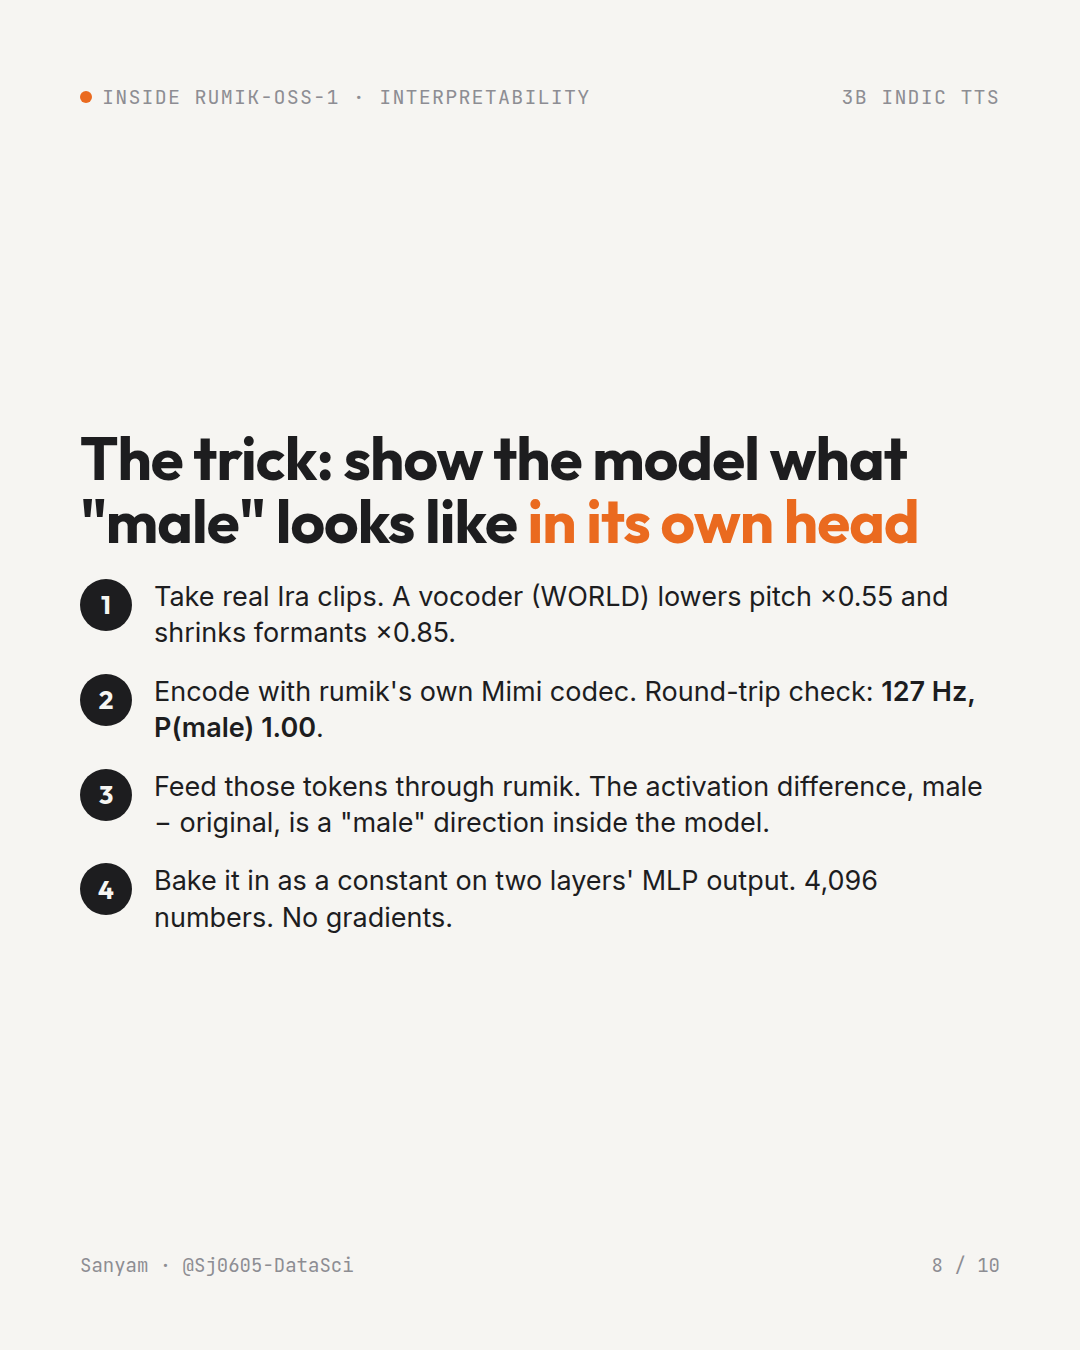 INSIDE RUMIK-OSS-1 · INTERPRETABILITY
3B INDIC TTS
The trick: show the model what
"male" looks like in its own head
1
Take real Ira clips. A vocoder (WORLD) lowers pitch ×0.55 and
shrinks formants ×0.85.
2
Encode with rumik's own Mimi codec. Round-trip check: 127 Hz,
P(male) 1.00.
3
Feed those tokens through rumik. The activation difference, male
− original, is a "male" direction inside the model.
4
Bake it in as a constant on two layers' MLP output. 4,096
numbers. No gradients.
Sanyam · @Sj0605-DataSci
8 / 10